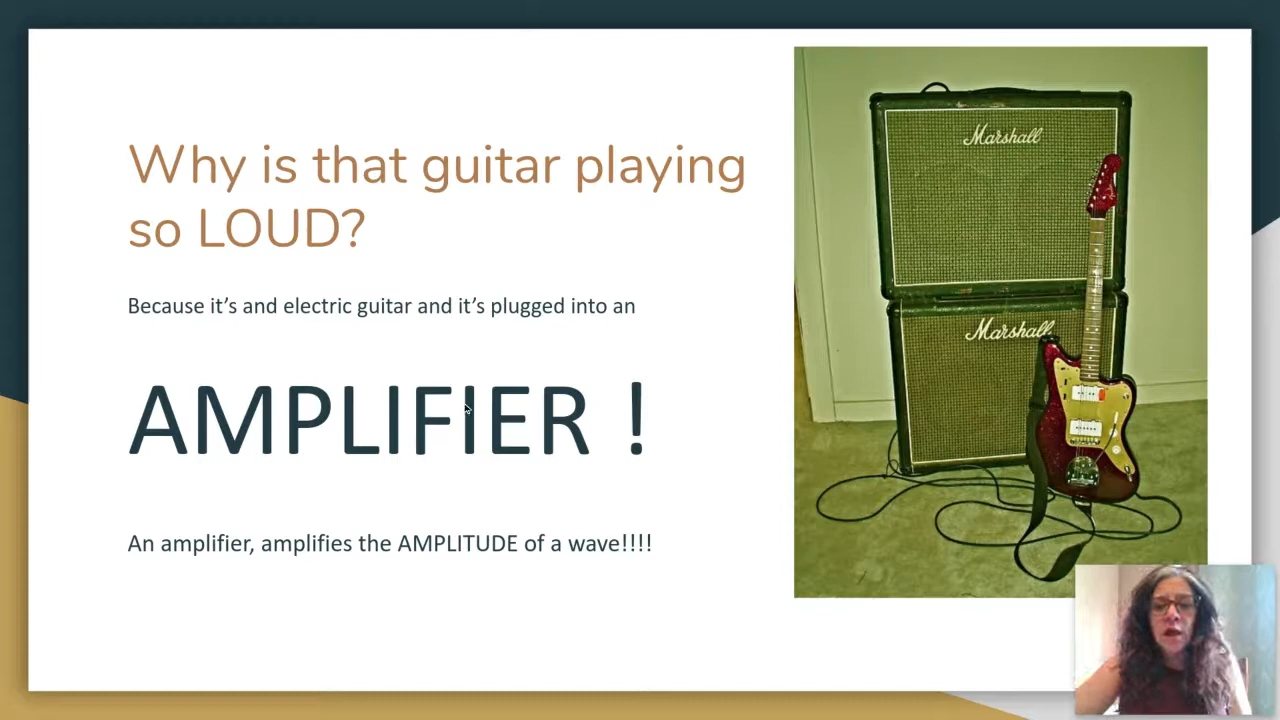 Why is that guitar playing
so LOUD?
Because it’s and electric guitar and it’s plugged into an
AMPLIFIER !
An amplifier, amplifies the AMPLITUDE of a wave!!!!
Marshall
Marshall